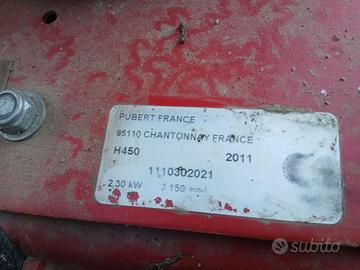 PUBERT FRANCE
85110 CHANTONNAY FRANCE
H450 2011
1110302021
2,30 kW 3 150 min-1
subito